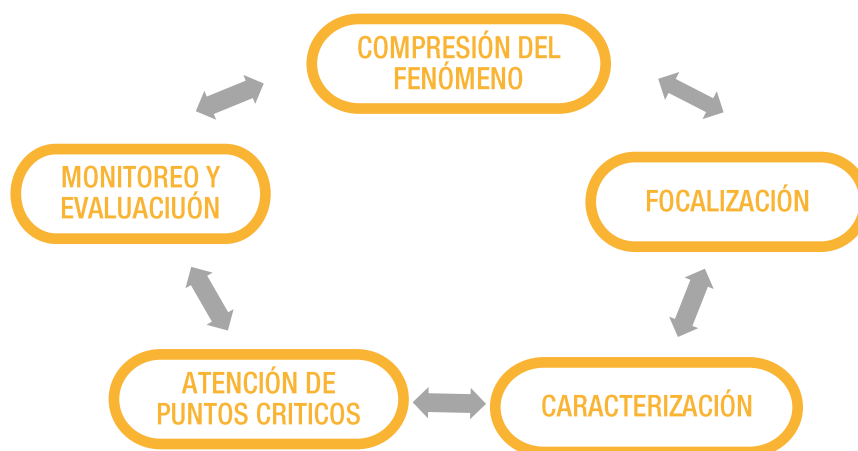 COMPRESIÓN DEL
FENÓMENO
FOCALIZACIÓN
CARACTERIZACIÓN
ATENCIÓN DE
PUNTOS CRITICOS
MONITOREO Y
EVALUACIUÓN